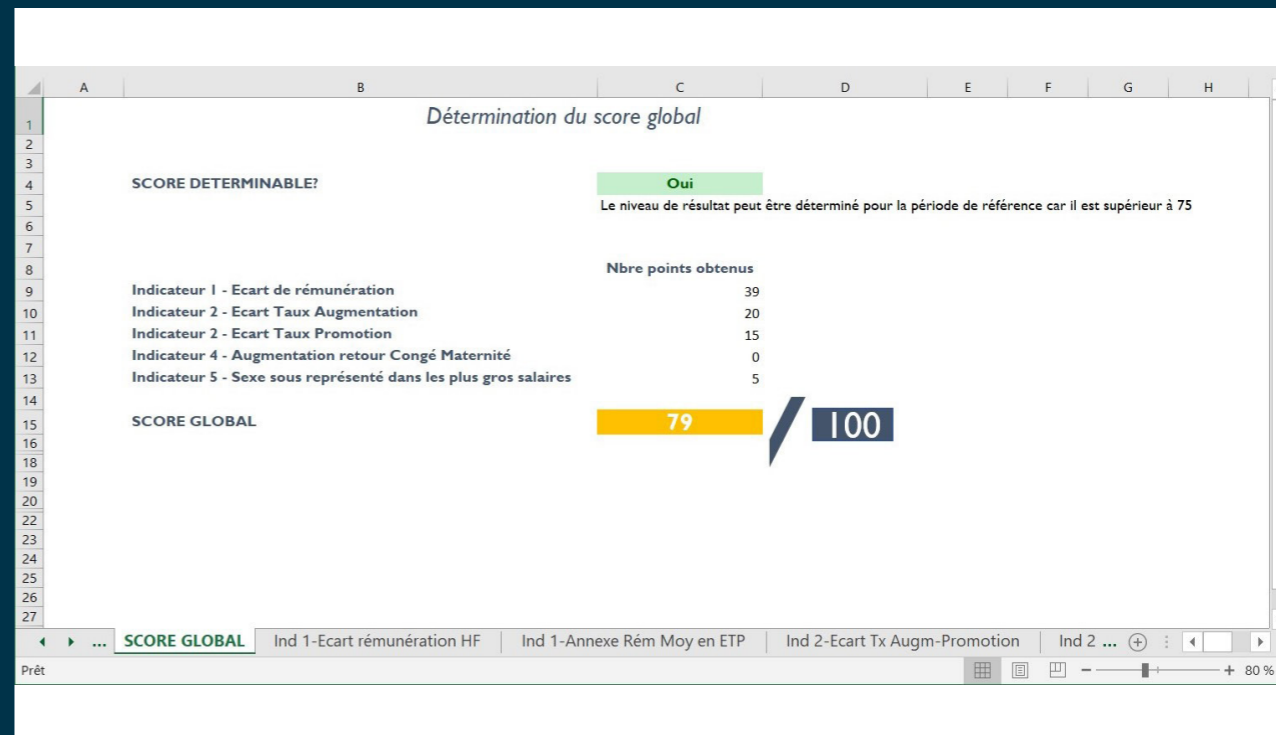 A B C D E F G H
1 Détermination du score global
2
3
4 SCORE DETERMINABLE? Oui
5 Le niveau de résultat peut être déterminé pour la période de référence car il est supérieur à 75
6
7
8 Nbre points obtenus
9 Indicateur 1 - Ecart de rémunération 39
10 Indicateur 2 - Ecart Taux Augmentation 20
11 Indicateur 2 - Ecart Taux Promotion 15
12 Indicateur 4 - Augmentation retour Congé Maternité 0
13 Indicateur 5 - Sexe sous représenté dans les plus gros salaires 5
14
15 SCORE GLOBAL 79 / 100
16
18
19
20
22
23
24
25
26
27
... SCORE GLOBAL Ind 1-Ecart rémunération HF Ind 1-Annexe Rém Moy en ETP Ind 2-Ecart Tx Augm-Promotion Ind 2 ...
Prêt 80 %